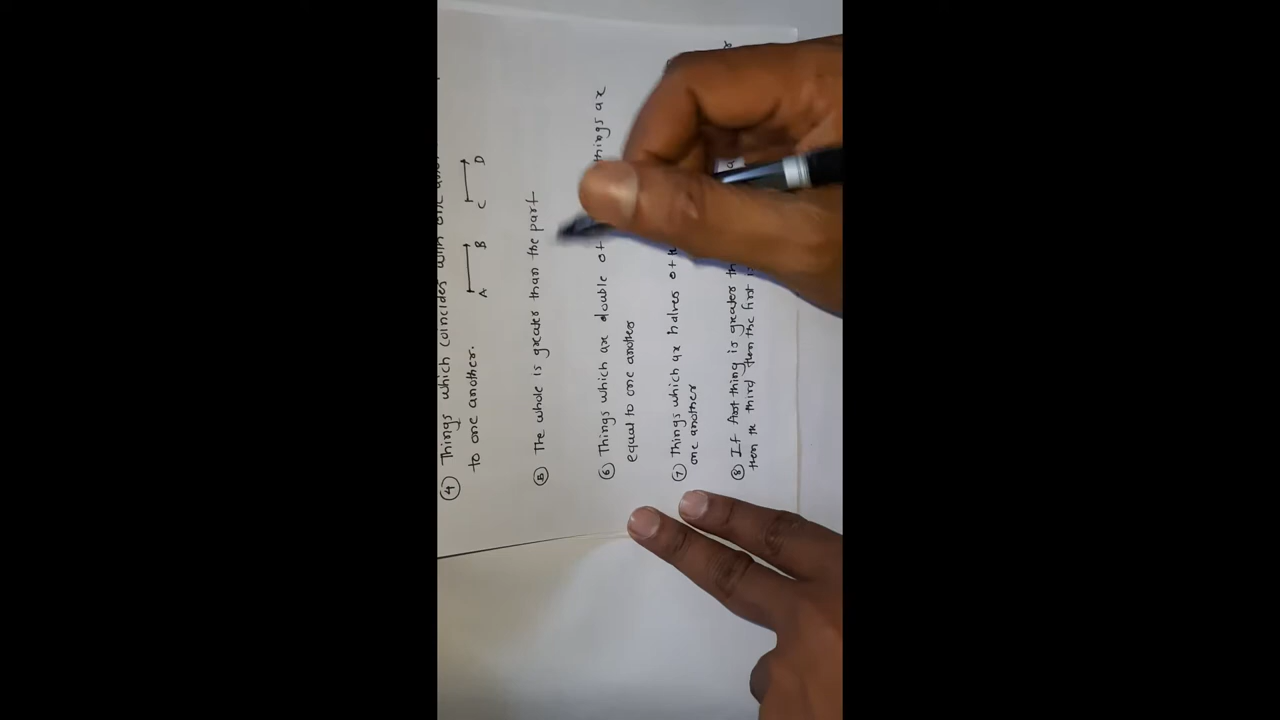 ④ Things which coincides with one
to one another.
A B C D
⑤ The whole is greater than the part
⑥ Things which are double of things are
equal to one another
⑦ Things which are halves of
one another
⑧ If first thing is greater
then the third then the first is